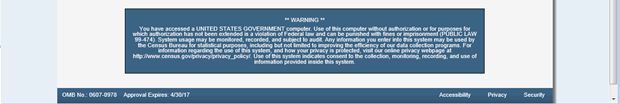 ** WARNING **
You have accessed a UNITED STATES GOVERNMENT computer. Use of this computer without authorization or for purposes for
which authorization has not been extended is a violation of Federal law and can be punished with fines or imprisonment (PUBLIC LAW
99-474). System usage may be monitored, recorded, and subject to audit. Any information you enter into this system may be used by
the Census Bureau for statistical purposes, including but not limited to improving the efficiency of our data collection programs. For
information regarding the use of this system, and how your privacy is protected, visit our online privacy webpage at
http://www.census.gov/privacy/privacy_policy/. Use of this system indicates consent to the collection, monitoring, recording, and use of
information provided inside this system.
OMB No.: 0607-0978 Approval Expires: 4/30/17 Accessibility Privacy Security